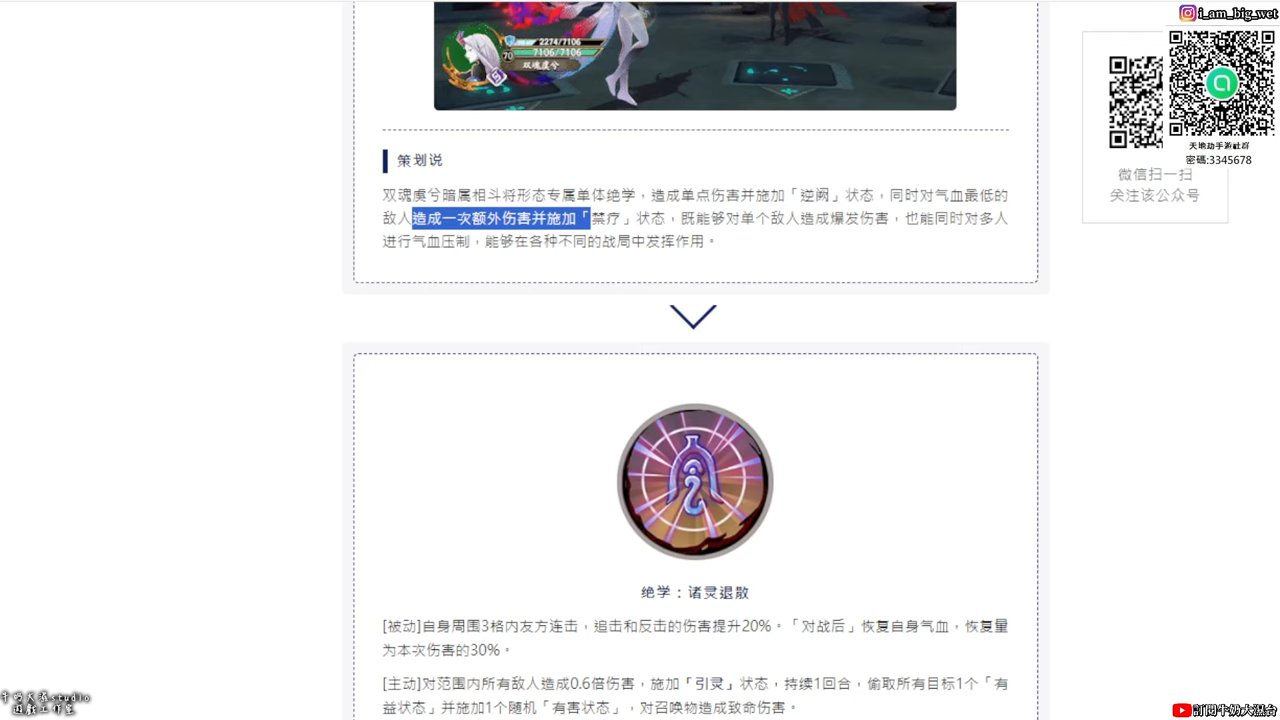 i_am_big_wet
2274/7106
7106/7106
70
双魂虞兮
天地劫手游社群
密碼:3345678
微信扫一扫
关注该公众号
策划说
双魂虞兮暗属相斗将形态专属单体绝学，造成单点伤害并施加「逆阙」状态，同时对气血最低的
敌人造成一次额外伤害并施加「禁疗」状态，既能够对单个敌人造成爆发伤害，也能同时对多人
进行气血压制，能够在各种不同的战局中发挥作用。
绝学：诸灵退散
[被动]自身周围3格内友方连击，追击和反击的伤害提升20%。「对战后」恢复自身气血，恢复量
为本次伤害的30%。
[主动]对范围内所有敌人造成0.6倍伤害，施加「引灵」状态，持续1回合，偷取所有目标1个「有
益状态」并施加1个随机「有害状态」，对召唤物造成致命伤害。
studio
遊戲工作室